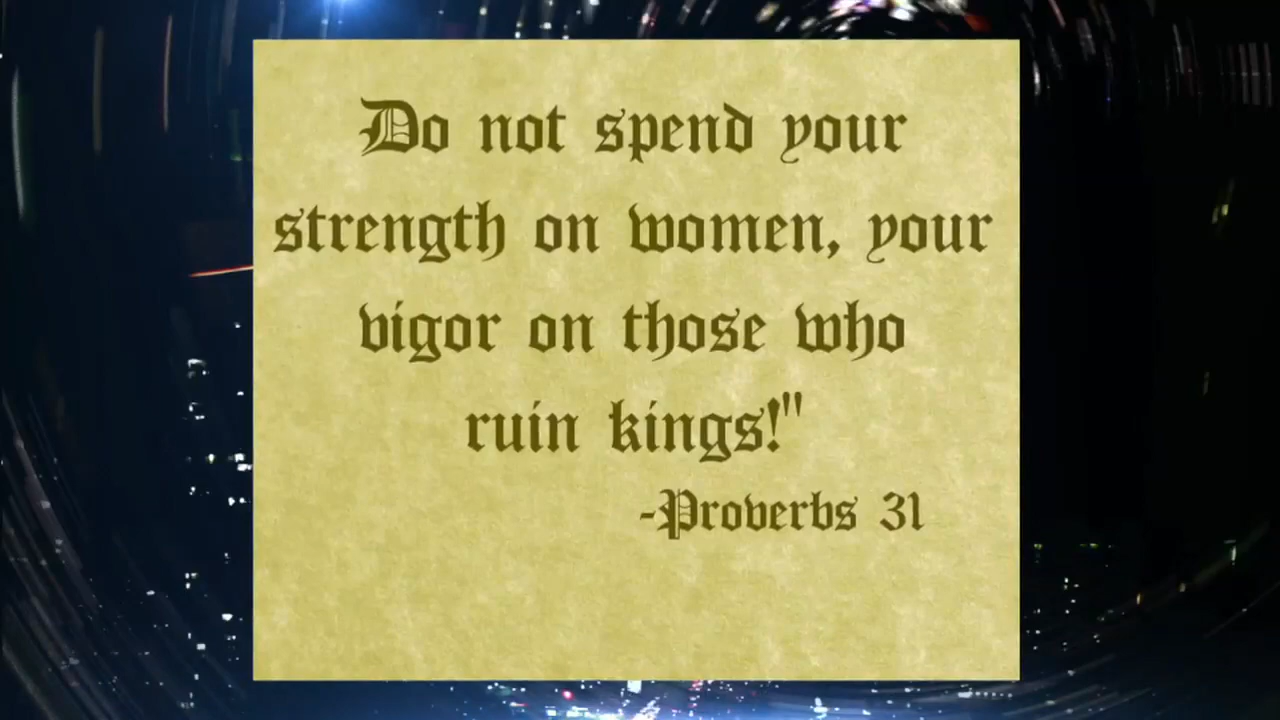 Do not spend your
strength on women, your
vigor on those who
ruin kings!"
-Proverbs 31